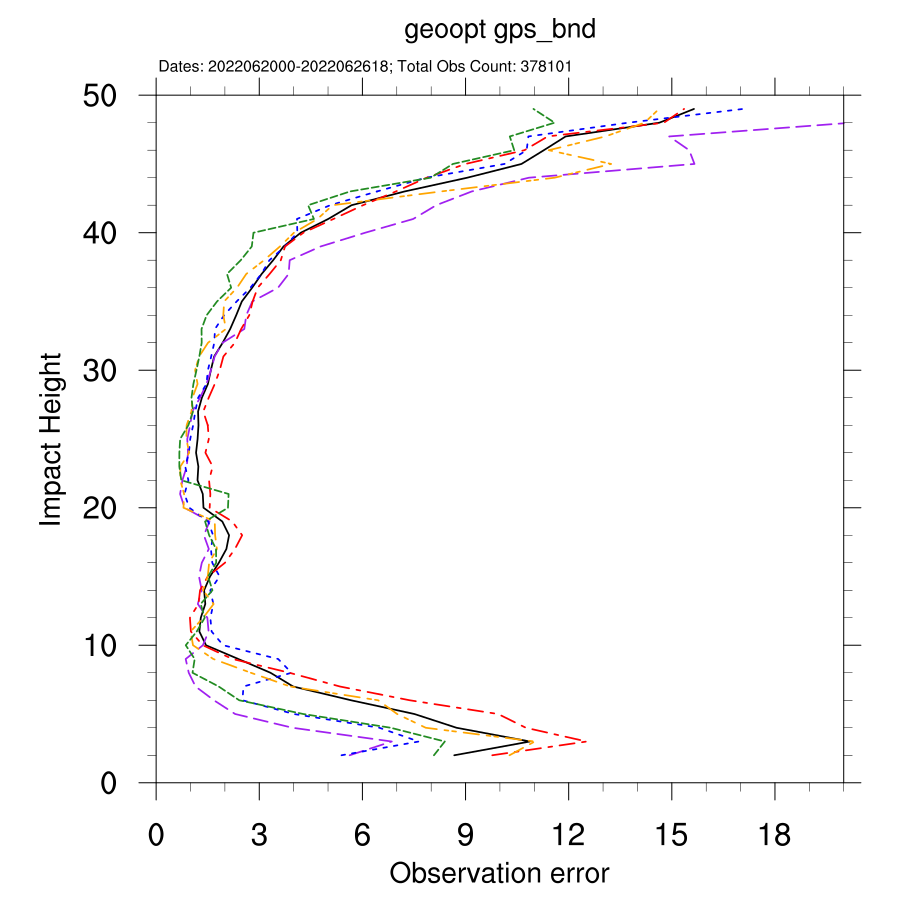 geoopt gps_bnd
Dates: 2022062000-2022062618; Total Obs Count: 378101
50
40
30
20
10
0
Impact Height
0 3 6 9 12 15 18
Observation error